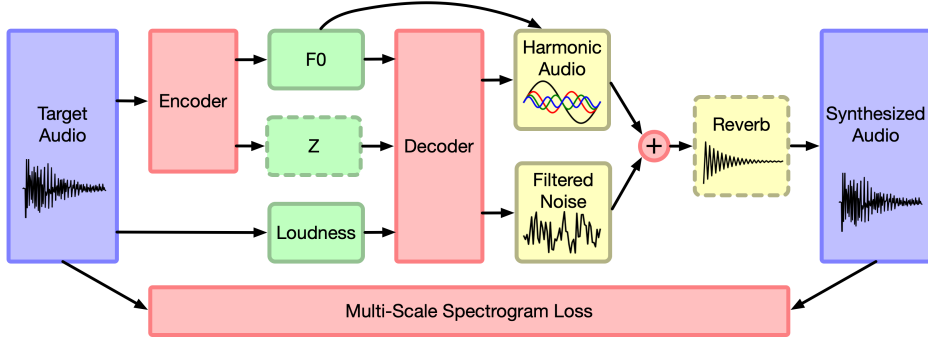 Target
Audio
Encoder
F0
Z
Loudness
Decoder
Harmonic
Audio
Filtered
Noise
+
Reverb
Synthesized
Audio
Multi-Scale Spectrogram Loss